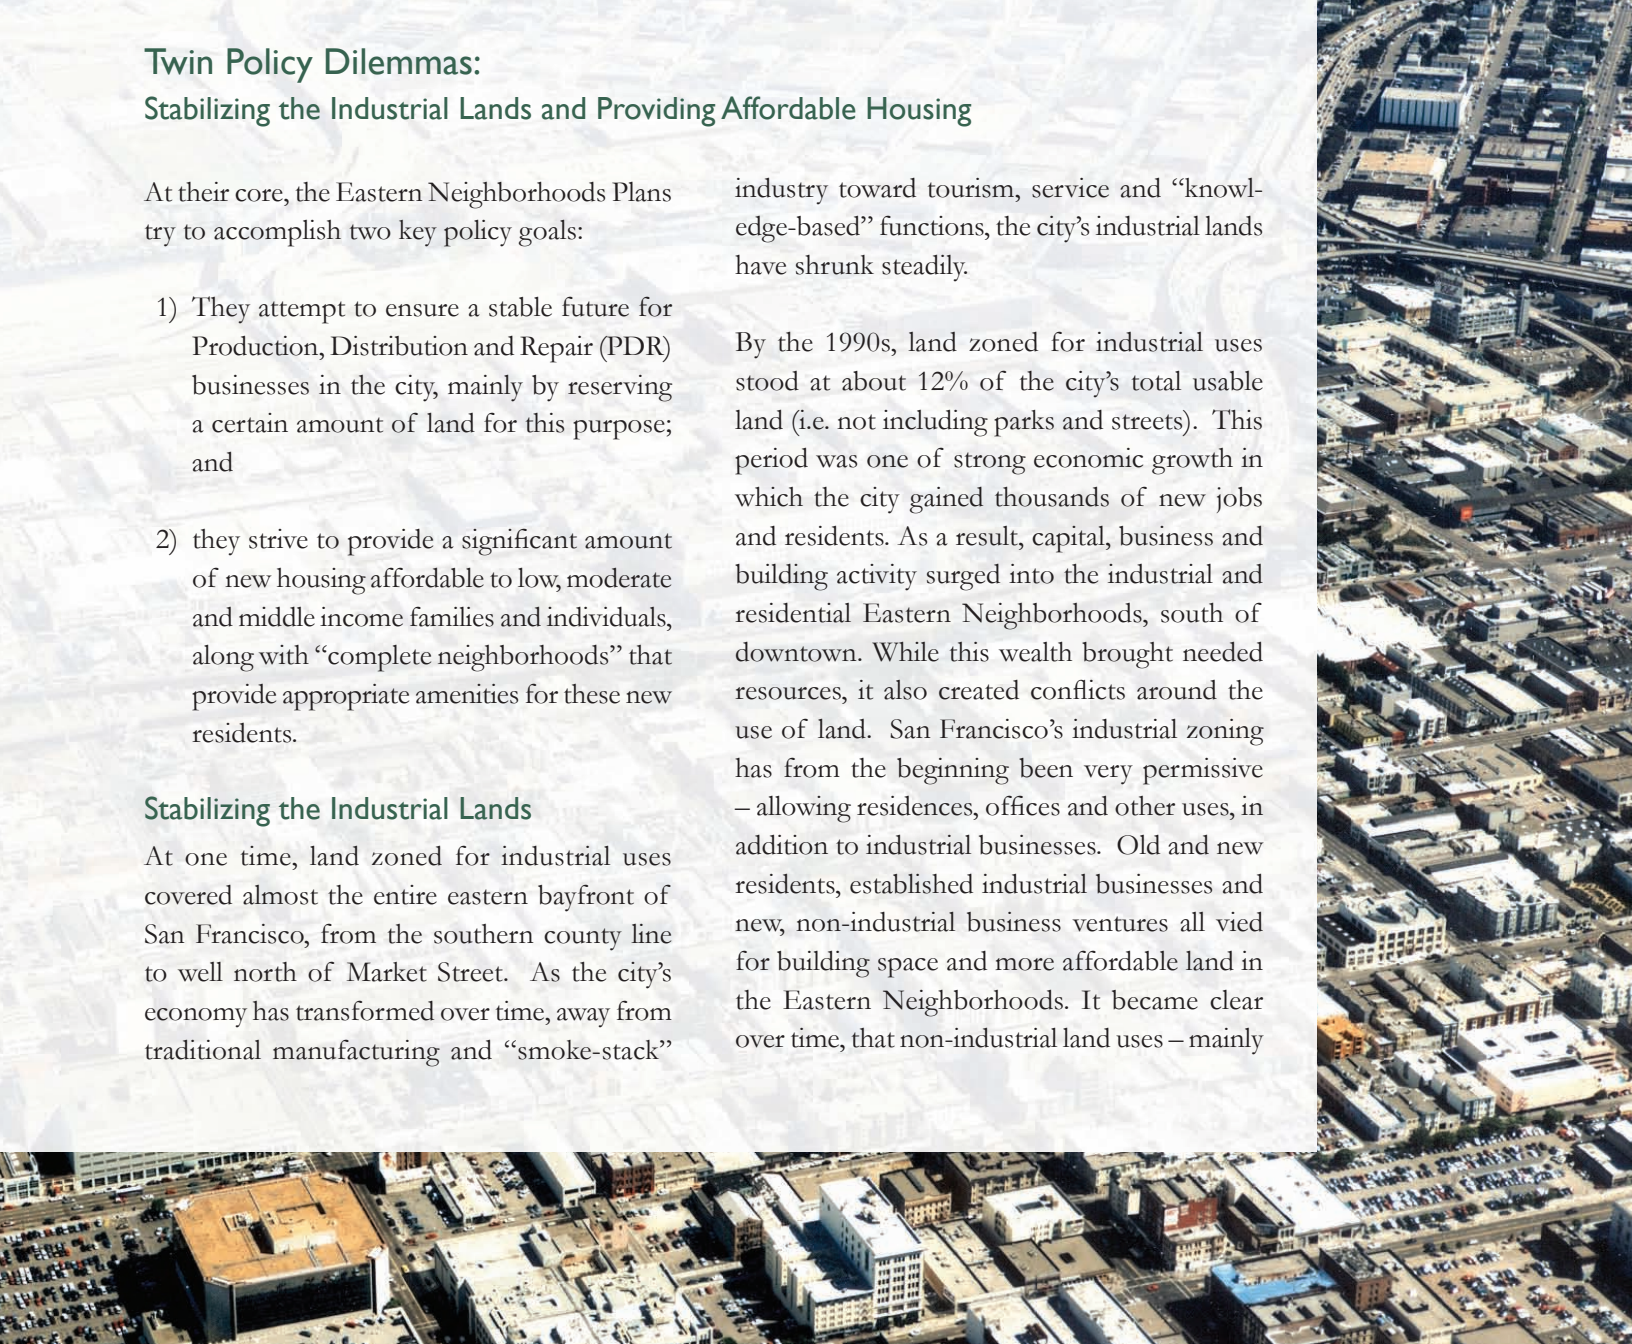 Twin Policy Dilemmas:
Stabilizing the Industrial Lands and Providing Affordable Housing
At their core, the Eastern Neighborhoods Plans
try to accomplish two key policy goals:
1) They attempt to ensure a stable future for
Production, Distribution and Repair (PDR)
businesses in the city, mainly by reserving
a certain amount of land for this purpose;
and
2) they strive to provide a significant amount
of new housing affordable to low, moderate
and middle income families and individuals,
along with “complete neighborhoods” that
provide appropriate amenities for these new
residents.
Stabilizing the Industrial Lands
At one time, land zoned for industrial uses
covered almost the entire eastern bayfront of
San Francisco, from the southern county line
to well north of Market Street. As the city’s
economy has transformed over time, away from
traditional manufacturing and “smoke-stack”
industry toward tourism, service and “knowl-
edge-based” functions, the city’s industrial lands
have shrunk steadily.
By the 1990s, land zoned for industrial uses
stood at about 12% of the city’s total usable
land (i.e. not including parks and streets). This
period was one of strong economic growth in
which the city gained thousands of new jobs
and residents. As a result, capital, business and
building activity surged into the industrial and
residential Eastern Neighborhoods, south of
downtown. While this wealth brought needed
resources, it also created conflicts around the
use of land. San Francisco’s industrial zoning
has from the beginning been very permissive
– allowing residences, offices and other uses, in
addition to industrial businesses. Old and new
residents, established industrial businesses and
new, non-industrial business ventures all vied
for building space and more affordable land in
the Eastern Neighborhoods. It became clear
over time, that non-industrial land uses – mainly